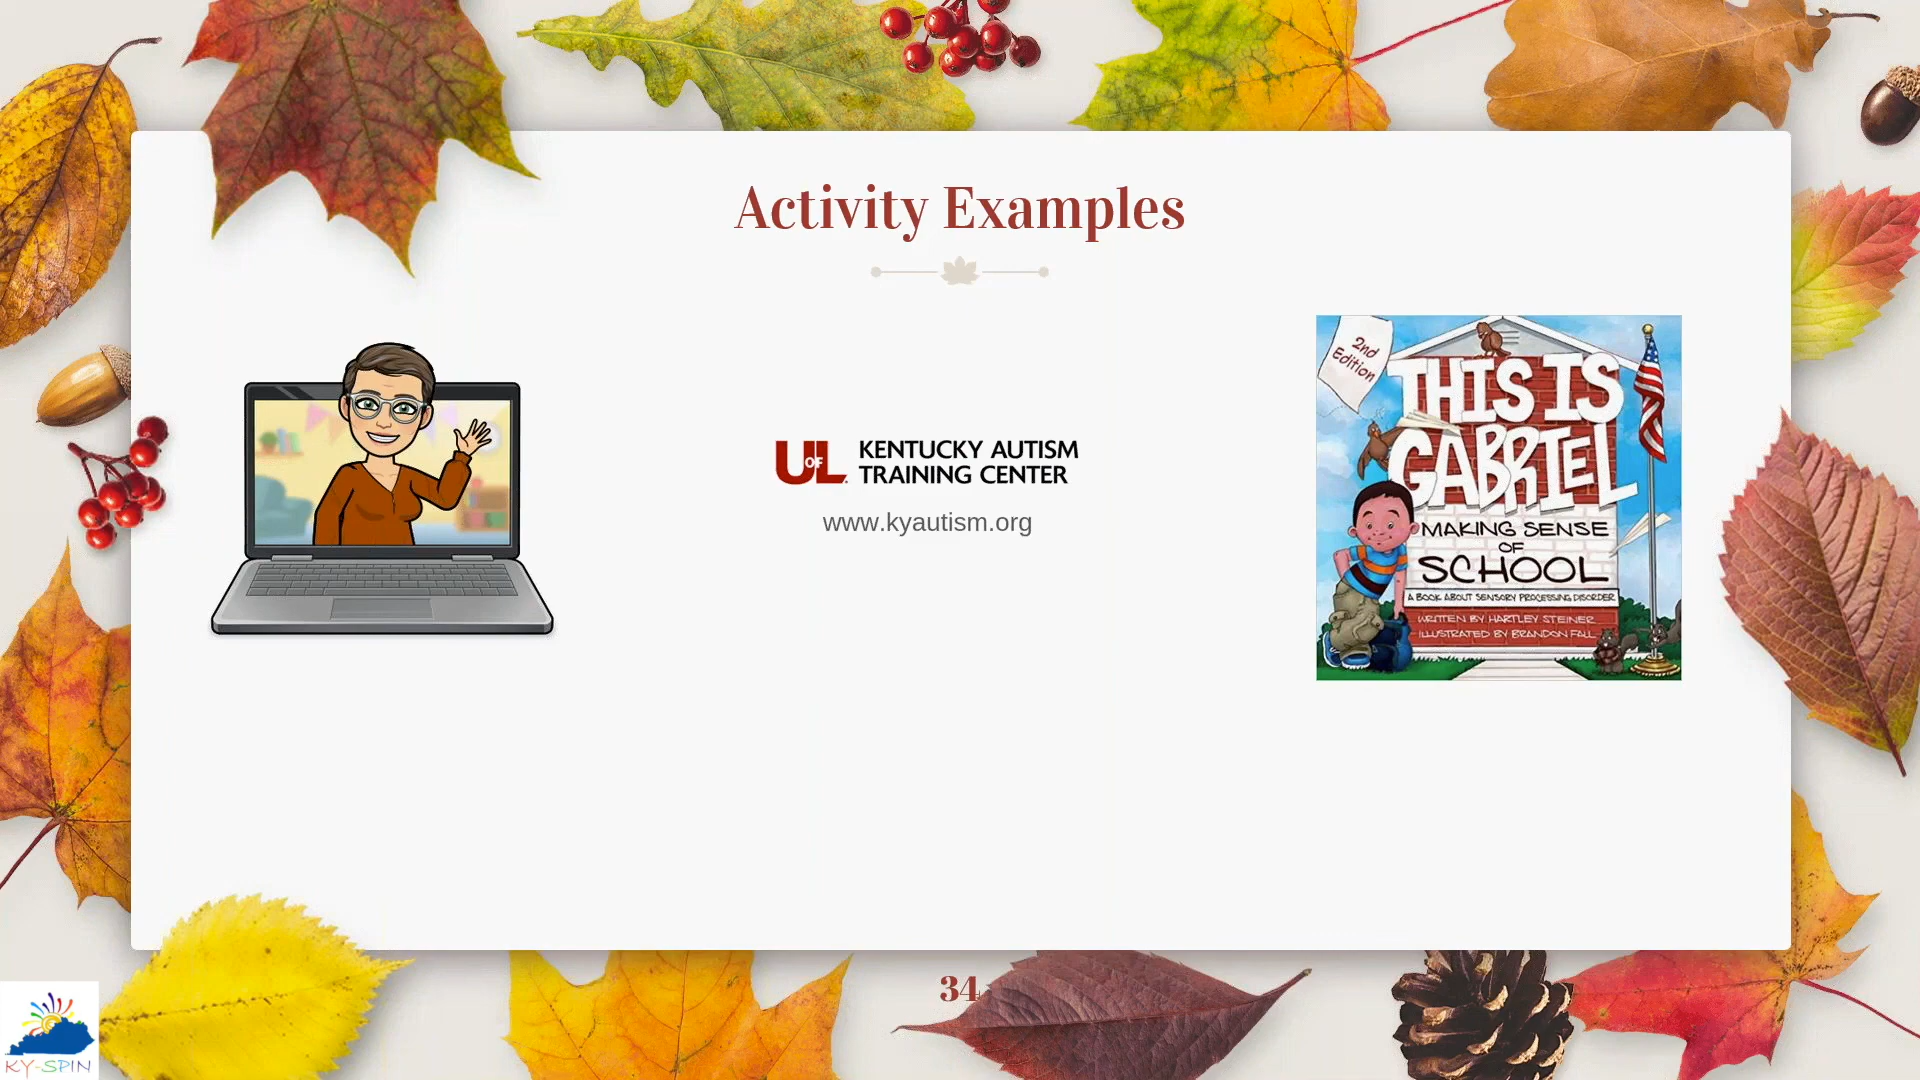 Activity Examples
UofL
KENTUCKY AUTISM
TRAINING CENTER
www.kyautism.org
2nd
Edition
THIS IS
GABRIEL
MAKING SENSE
OF
SCHOOL
A BOOK ABOUT SENSORY PROCESSING DISORDER
WRITTEN BY HARTLEY STEINER
ILLUSTRATED BY BRANDON FALL
34
KY-SPIN